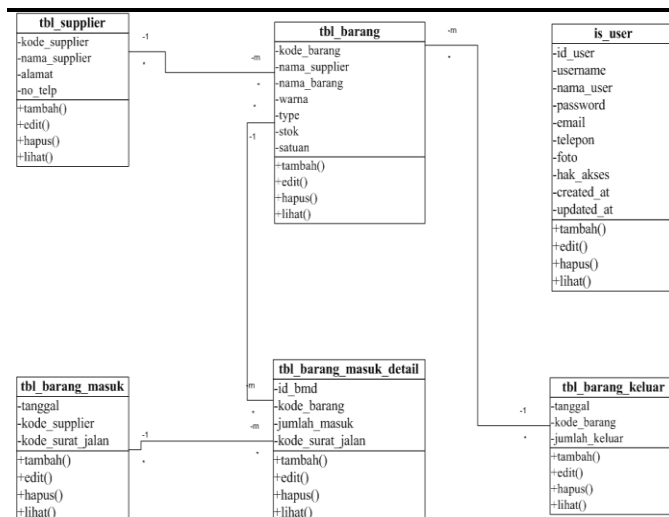 tbl_supplier
-kode_supplier
-nama_supplier
-alamat
-no_telp
+tambah()
+edit()
+hapus()
+lihat()
-1
*
-m
*
tbl_barang
-kode_barang
-nama_supplier
-nama_barang
-warna
-type
-stok
-satuan
+tambah()
+edit()
+hapus()
+lihat()
*
-1
-m
*
is_user
-id_user
-username
-nama_user
-password
-email
-telepon
-foto
-hak_akses
-created_at
-updated_at
+tambah()
+edit()
+hapus()
+lihat()
tbl_barang_masuk
-tanggal
-kode_supplier
-kode_surat_jalan
+tambah()
+edit()
+hapus()
+lihat()
-1
*
-m
*
-m
*
tbl_barang_masuk_detail
-id_bmd
-kode_barang
-jumlah_masuk
-kode_surat_jalan
+tambah()
+edit()
+hapus()
+lihat()
-1
*
tbl_barang_keluar
-tanggal
-kode_barang
-jumlah_keluar
+tambah()
+edit()
+hapus()
+lihat()